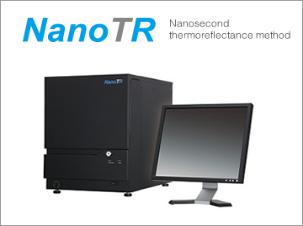 NanoTR
Nanosecond
thermoreflectance method
NanoTR